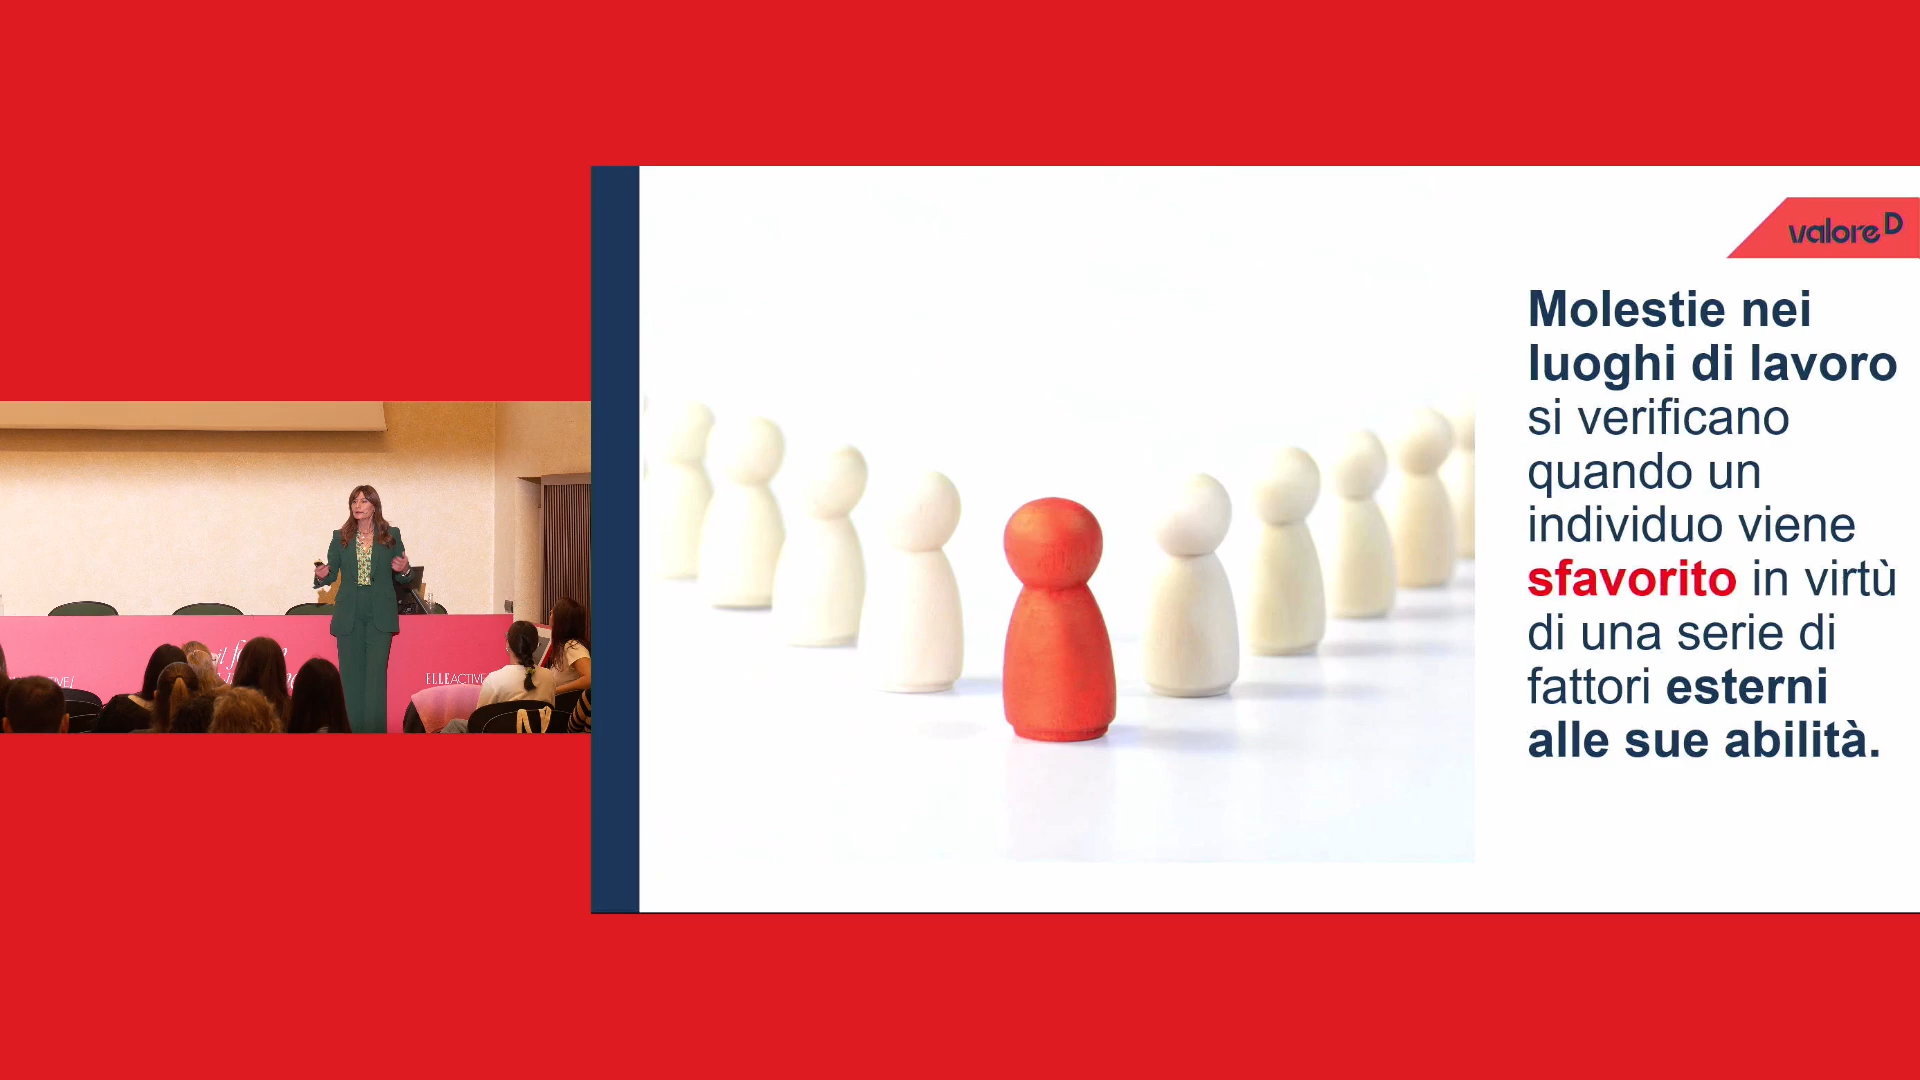 valore D
Molestie nei
luoghi di lavoro
si verificano
quando un
individuo viene
sfavorito in virtù
di una serie di
fattori esterni
alle sue abilità.
il
ELLEACTIVE!